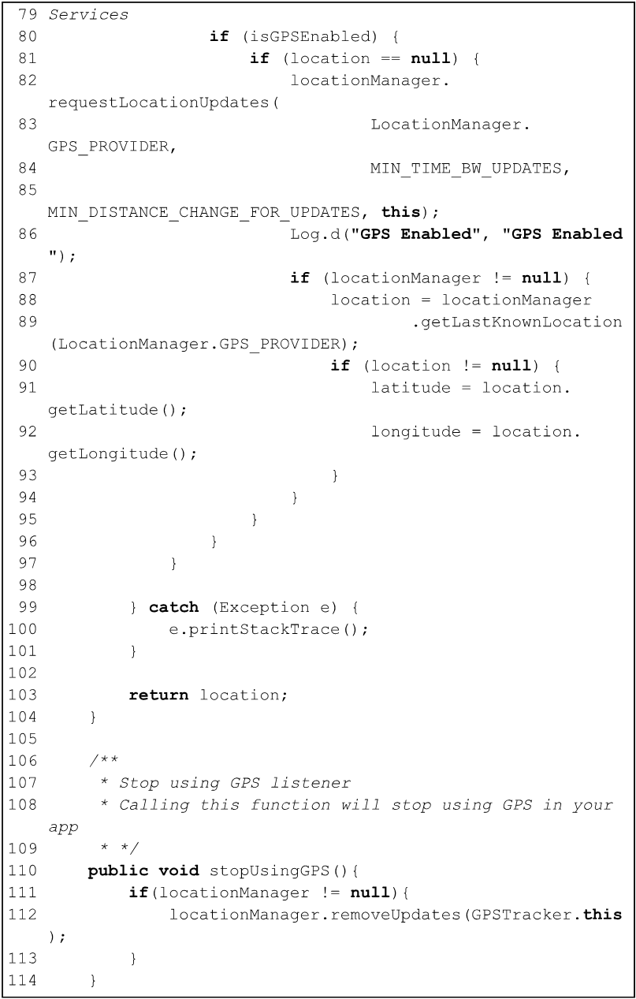 79 Services
80                 if (isGPSEnabled) {
81                     if (location == null) {
82                         locationManager.
requestLocationUpdates(
83                                 LocationManager.
GPS_PROVIDER,
84                                 MIN_TIME_BW_UPDATES,
85
MIN_DISTANCE_CHANGE_FOR_UPDATES, this);
86                         Log.d("GPS Enabled", "GPS Enabled
");
87                         if (locationManager != null) {
88                             location = locationManager
89                                     .getLastKnownLocation
(LocationManager.GPS_PROVIDER);
90                             if (location != null) {
91                                 latitude = location.
getLatitude();
92                                 longitude = location.
getLongitude();
93                             }
94                         }
95                     }
96                 }
97             }
98
99         } catch (Exception e) {
100             e.printStackTrace();
101         }
102
103         return location;
104     }
105
106     /**
107      * Stop using GPS listener
108      * Calling this function will stop using GPS in your
app
109      * */
110     public void stopUsingGPS(){
111         if(locationManager != null){
112             locationManager.removeUpdates(GPSTracker.this
);
113         }
114     }